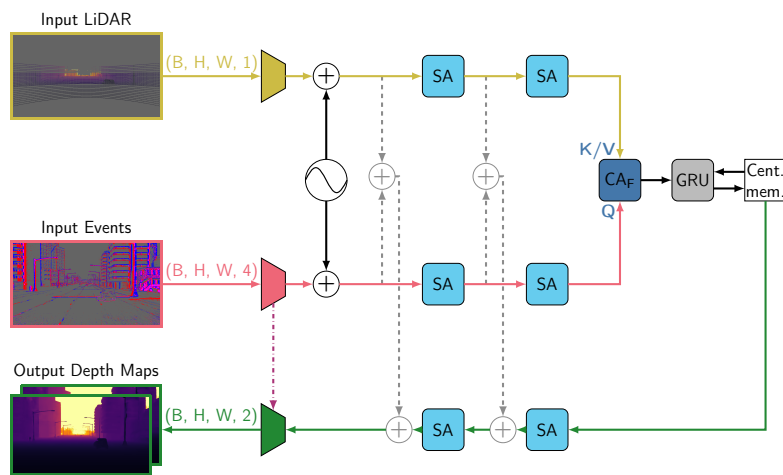 Input LiDAR
(B, H, W, 1)
SA
SA
K/V
CA_F
GRU
Cent.
mem.
Q
Input Events
(B, H, W, 4)
SA
SA
Output Depth Maps
(B, H, W, 2)
SA
SA